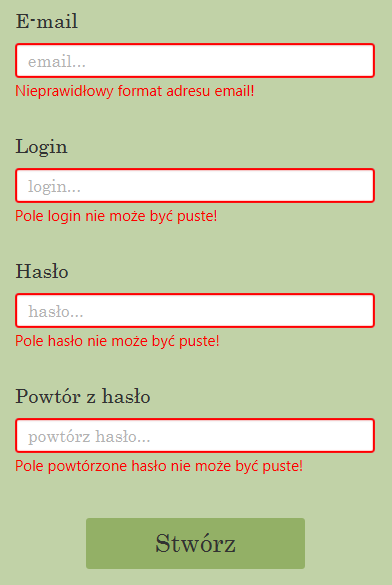 E-mail
email...
Nieprawidłowy format adresu email!
Login
login...
Pole login nie może być puste!
Hasło
hasło...
Pole hasło nie może być puste!
Powtór z hasło
powtórz hasło...
Pole powtórzone hasło nie może być puste!
Stwórz